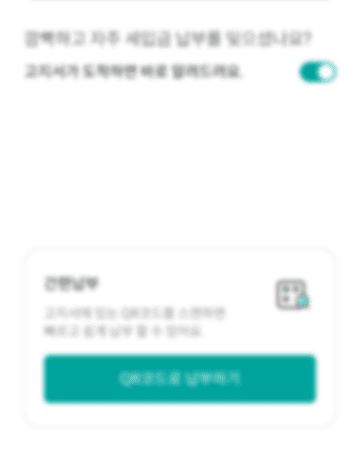 깜빡하고 자주 세입금 납부를 잊으셨나요?
고지서가 도착하면 바로 알려드려요.
간편납부
고지서에 있는 QR코드를 스캔하면
빠르고 쉽게 납부 할 수 있어요.
QR코드로 납부하기